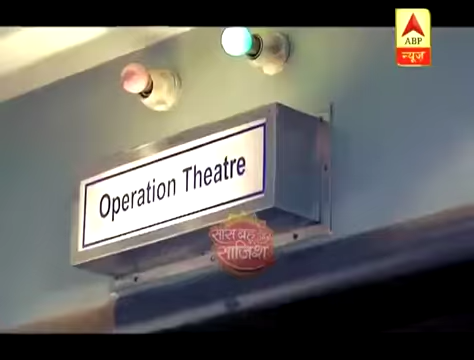 ABP
न्यूज़
Operation Theatre
सास बहू और
साज़िश